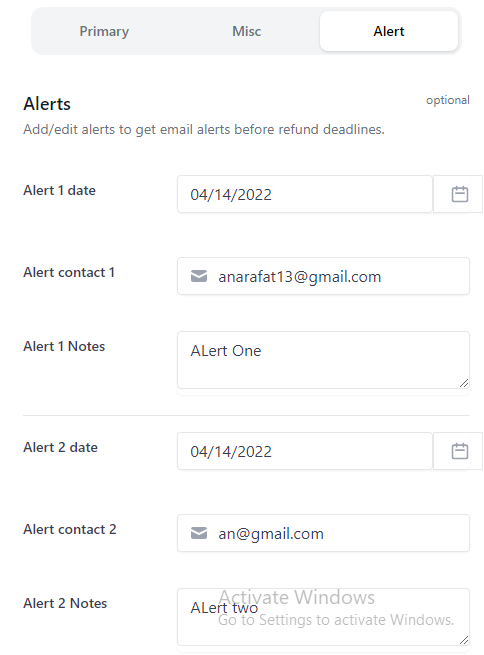 Primary Misc Alert
Alerts optional
Add/edit alerts to get email alerts before refund deadlines.
Alert 1 date 04/14/2022
Alert contact 1 anarafat13@gmail.com
Alert 1 Notes ALert One
Alert 2 date 04/14/2022
Alert contact 2 an@gmail.com
Activate Windows
Alert 2 Notes ALert two
Go to Settings to activate Windows.